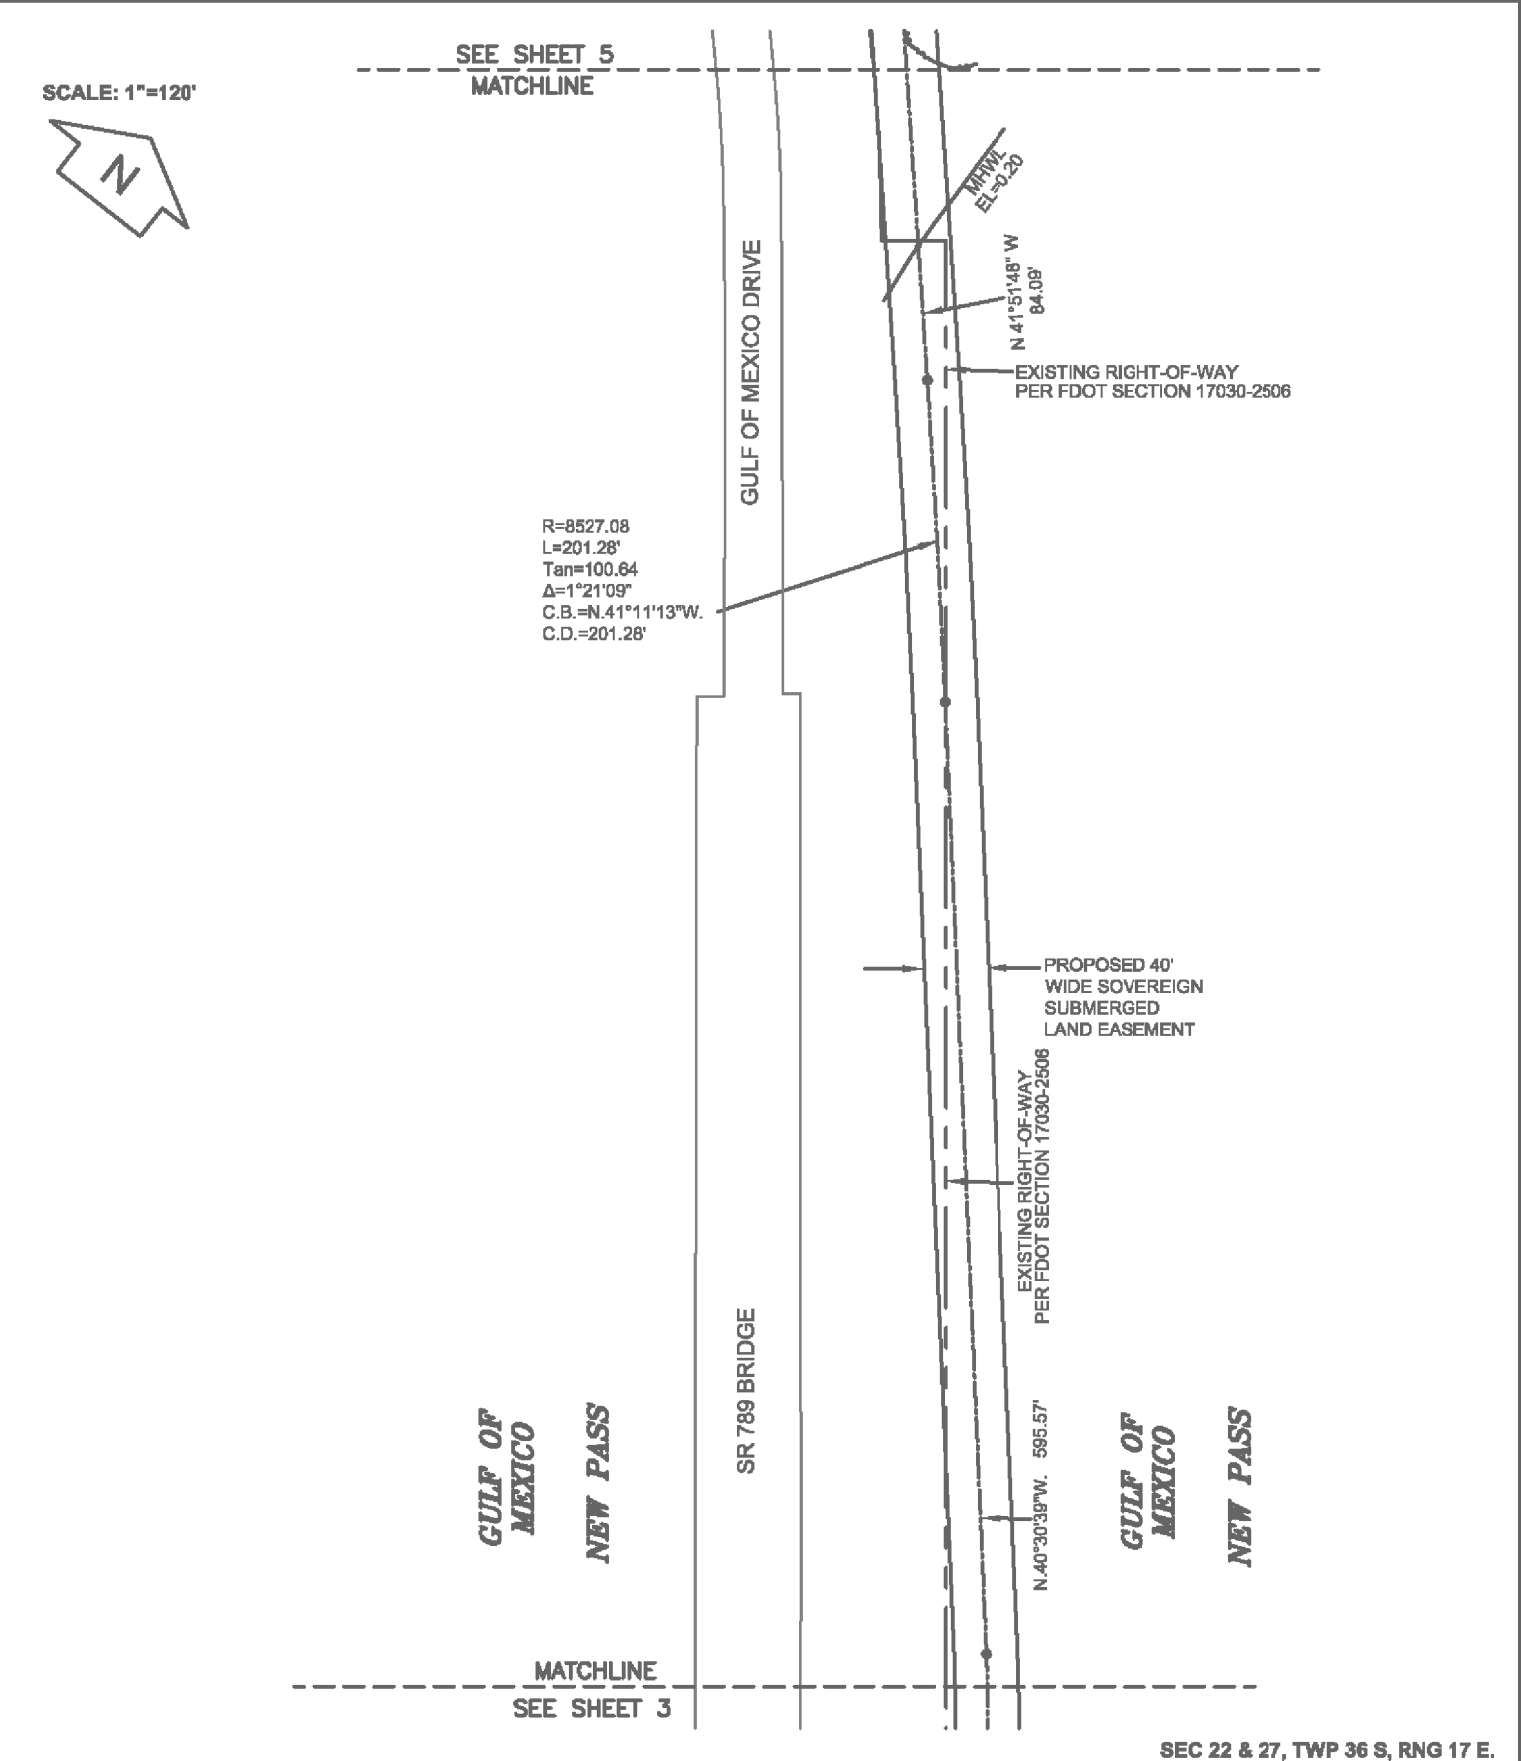 SEE SHEET 5
MATCHLINE
SCALE: 1"=120'
N
MHWL
EL=0.20
N 41°51'48" W
84.09'
GULF OF MEXICO DRIVE
EXISTING RIGHT-OF-WAY
PER FDOT SECTION 17030-2506
R=8527.08
L=201.28'
Tan=100.64
Δ=1°21'09"
C.B.=N.41°11'13"W.
C.D.=201.28'
PROPOSED 40'
WIDE SOVEREIGN
SUBMERGED
LAND EASEMENT
EXISTING RIGHT-OF-WAY
PER FDOT SECTION 17030-2506
SR 789 BRIDGE
GULF OF
MEXICO
NEW PASS
N.40°30'39"W. 595.57'
GULF OF
MEXICO
NEW PASS
MATCHLINE
SEE SHEET 3
SEC 22 & 27, TWP 36 S, RNG 17 E.